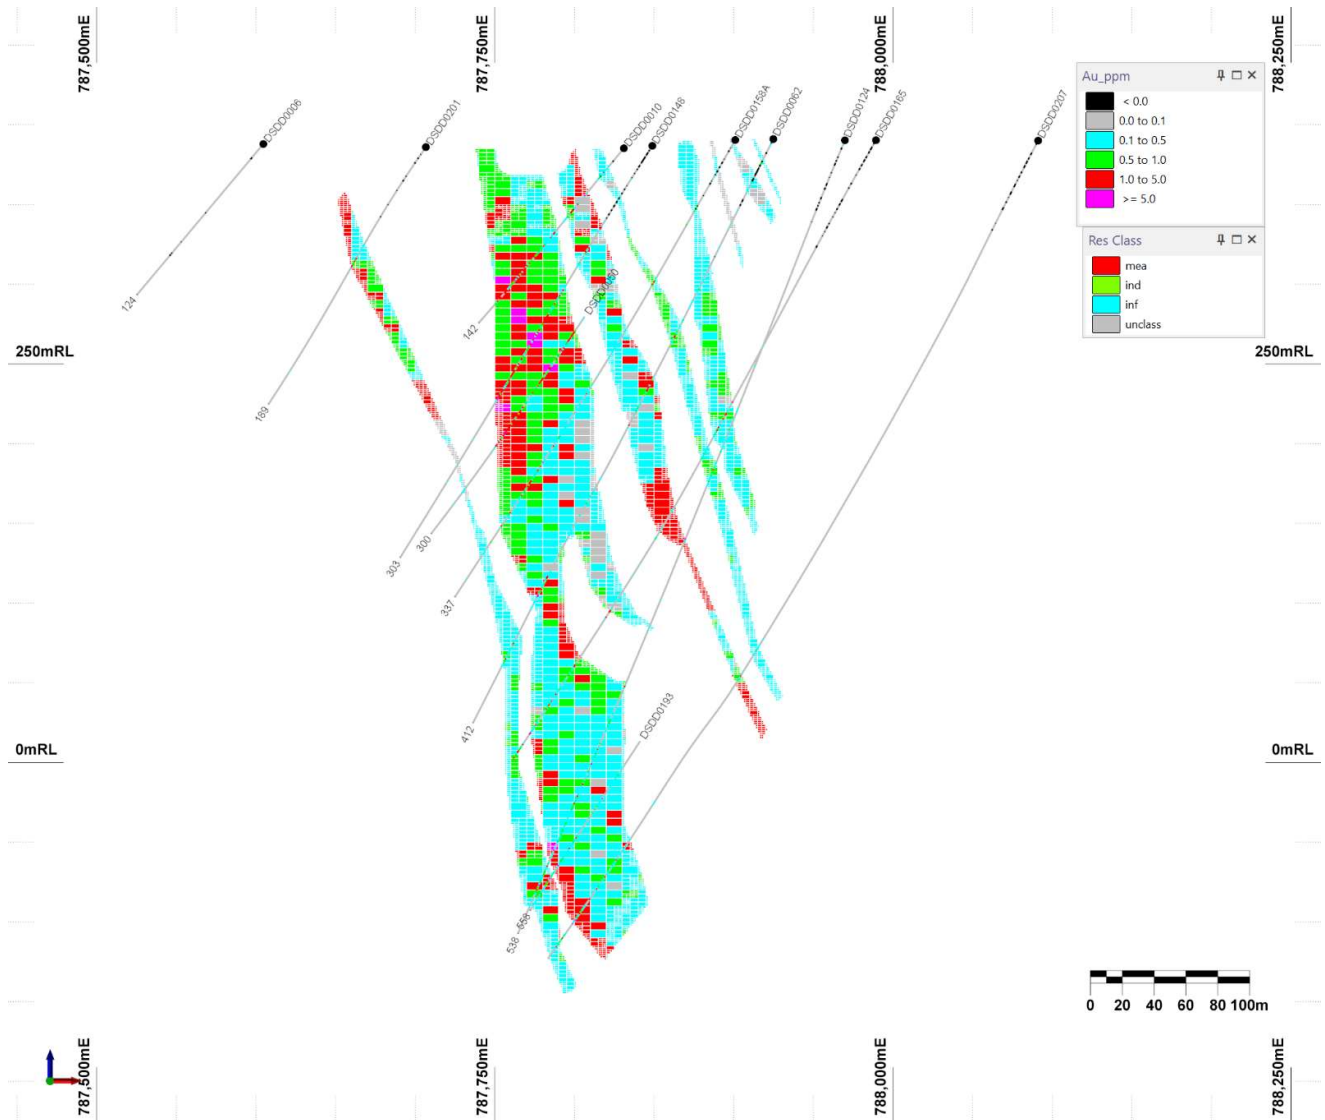 787,500mE
787,750mE
788,000mE
788,250mE
Au_ppm
< 0.0
0.0 to 0.1
0.1 to 0.5
0.5 to 1.0
1.0 to 5.0
>= 5.0
Res Class
mea
ind
inf
unclass
DSDD0006
DSDD0201
DSDD0010
DSDD0148
DSDD0158A
DSDD0062
DSDD0124
DSDD0165
DSDD0207
124
142
DSDD0050
250mRL
250mRL
189
303
300
337
412
DSDD0193
0mRL
0mRL
538
558
0 20 40 60 80 100m
787,500mE
787,750mE
788,000mE
788,250mE